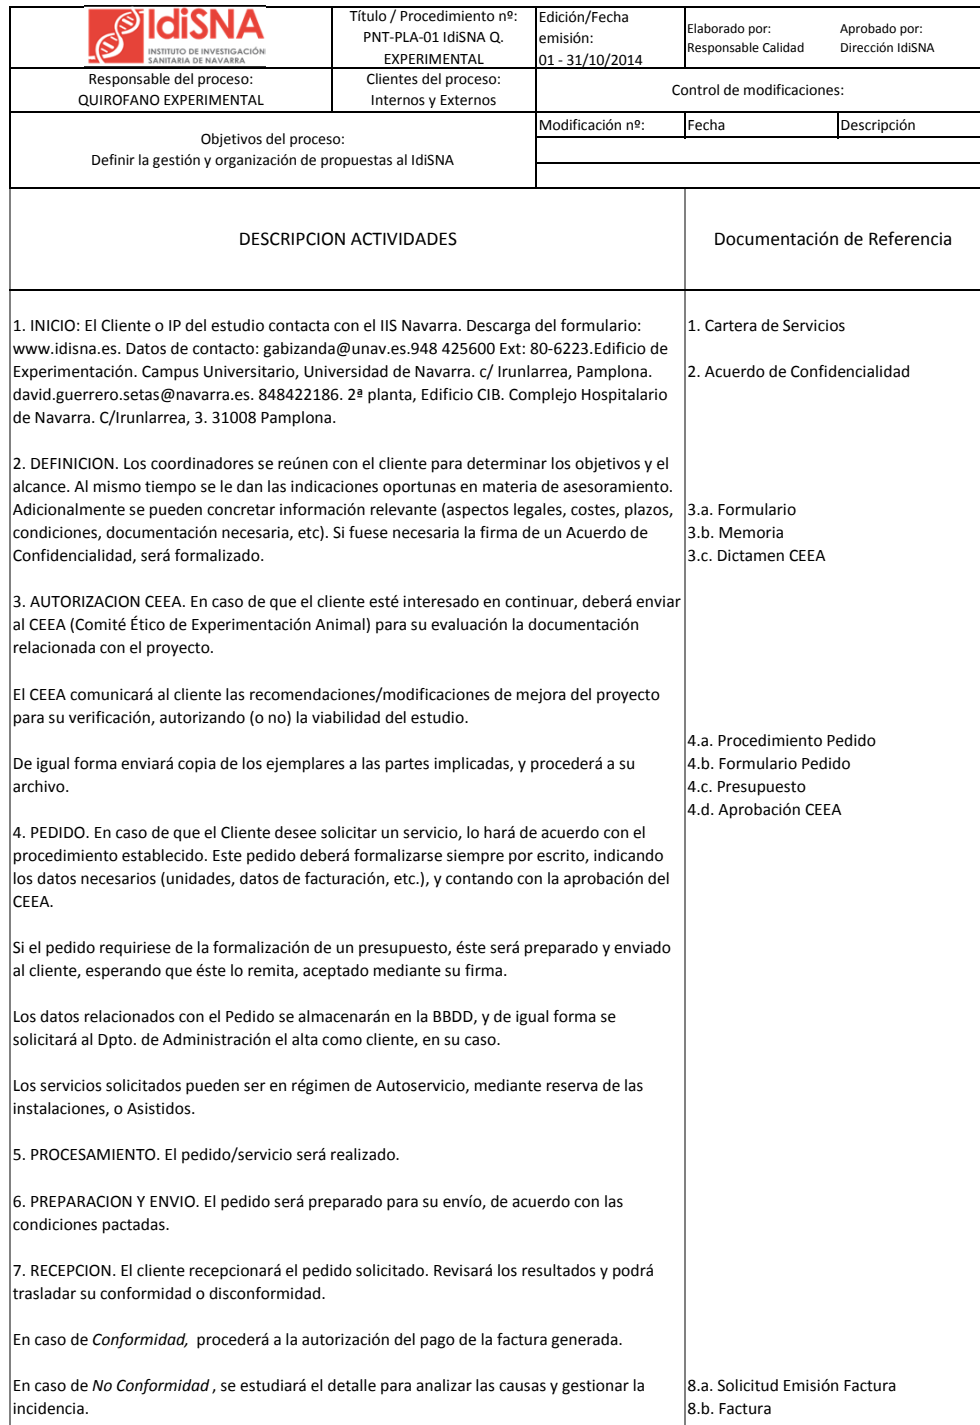 IdiSNA
INSTITUTO DE INVESTIGACIÓN
SANITARIA DE NAVARRA
Título / Procedimiento nº:
PNT-PLA-01 IdiSNA Q.
EXPERIMENTAL
Edición/Fecha
emisión:
01 - 31/10/2014
Elaborado por:
Responsable Calidad
Aprobado por:
Dirección IdiSNA
Responsable del proceso:
QUIROFANO EXPERIMENTAL
Clientes del proceso:
Internos y Externos
Control de modificaciones:
Objetivos del proceso:
Definir la gestión y organización de propuestas al IdiSNA
Modificación nº:
Fecha
Descripción
DESCRIPCION ACTIVIDADES
Documentación de Referencia
1. INICIO: El Cliente o IP del estudio contacta con el IIS Navarra. Descarga del formulario:
www.idisna.es. Datos de contacto: gabizanda@unav.es.948 425600 Ext: 80-6223.Edificio de
Experimentación. Campus Universitario, Universidad de Navarra. c/ Irunlarrea, Pamplona.
david.guerrero.setas@navarra.es. 848422186. 2ª planta, Edificio CIB. Complejo Hospitalario
de Navarra. C/Irunlarrea, 3. 31008 Pamplona.
1. Cartera de Servicios
2. Acuerdo de Confidencialidad
2. DEFINICION. Los coordinadores se reúnen con el cliente para determinar los objetivos y el
alcance. Al mismo tiempo se le dan las indicaciones oportunas en materia de asesoramiento.
Adicionalmente se pueden concretar información relevante (aspectos legales, costes, plazos,
condiciones, documentación necesaria, etc). Si fuese necesaria la firma de un Acuerdo de
Confidencialidad, será formalizado.
3.a. Formulario
3.b. Memoria
3.c. Dictamen CEEA
3. AUTORIZACION CEEA. En caso de que el cliente esté interesado en continuar, deberá enviar
al CEEA (Comité Ético de Experimentación Animal) para su evaluación la documentación
relacionada con el proyecto.
El CEEA comunicará al cliente las recomendaciones/modificaciones de mejora del proyecto
para su verificación, autorizando (o no) la viabilidad del estudio.
De igual forma enviará copia de los ejemplares a las partes implicadas, y procederá a su
archivo.
4.a. Procedimiento Pedido
4.b. Formulario Pedido
4.c. Presupuesto
4.d. Aprobación CEEA
4. PEDIDO. En caso de que el Cliente desee solicitar un servicio, lo hará de acuerdo con el
procedimiento establecido. Este pedido deberá formalizarse siempre por escrito, indicando
los datos necesarios (unidades, datos de facturación, etc.), y contando con la aprobación del
CEEA.
Si el pedido requiriese de la formalización de un presupuesto, éste será preparado y enviado
al cliente, esperando que éste lo remita, aceptado mediante su firma.
Los datos relacionados con el Pedido se almacenarán en la BBDD, y de igual forma se
solicitará al Dpto. de Administración el alta como cliente, en su caso.
Los servicios solicitados pueden ser en régimen de Autoservicio, mediante reserva de las
instalaciones, o Asistidos.
5. PROCESAMIENTO. El pedido/servicio será realizado.
6. PREPARACION Y ENVIO. El pedido será preparado para su envío, de acuerdo con las
condiciones pactadas.
7. RECEPCION. El cliente recepcionará el pedido solicitado. Revisará los resultados y podrá
trasladar su conformidad o disconformidad.
En caso de Conformidad, procederá a la autorización del pago de la factura generada.
En caso de No Conformidad , se estudiará el detalle para analizar las causas y gestionar la
incidencia.
8.a. Solicitud Emisión Factura
8.b. Factura